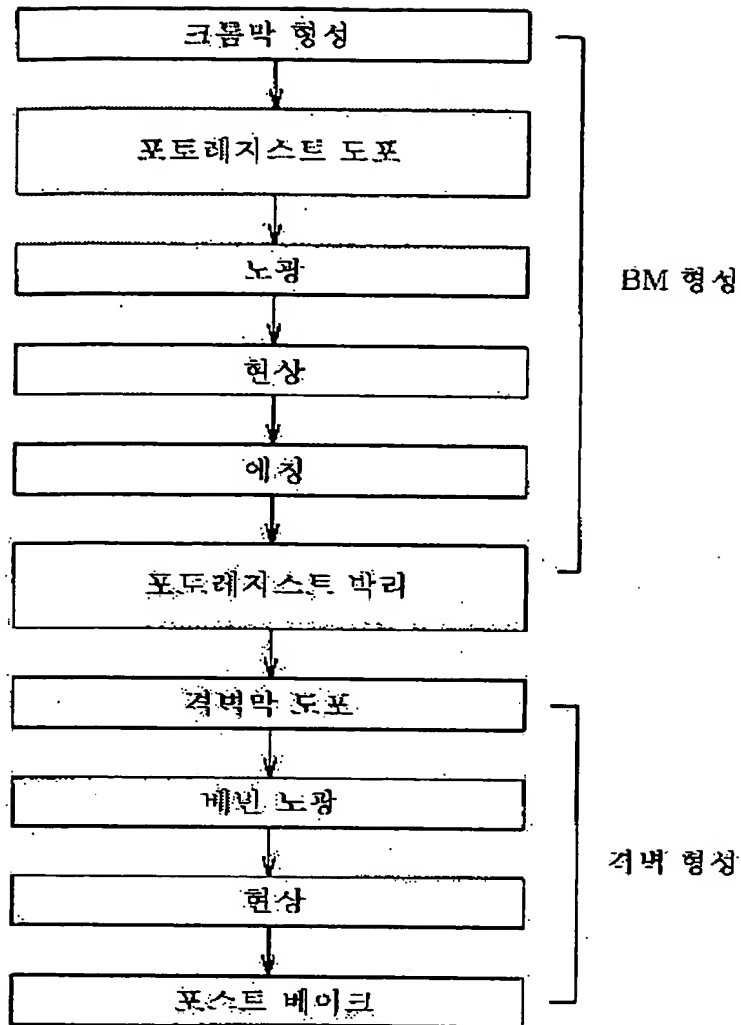 크롬막 형성
포토레지스트 도포
노광
BM 형성
현상
에칭
포토레지스트 박리
격벽막 도포
배면 노광
격벽 형성
현상
포스트 베이크